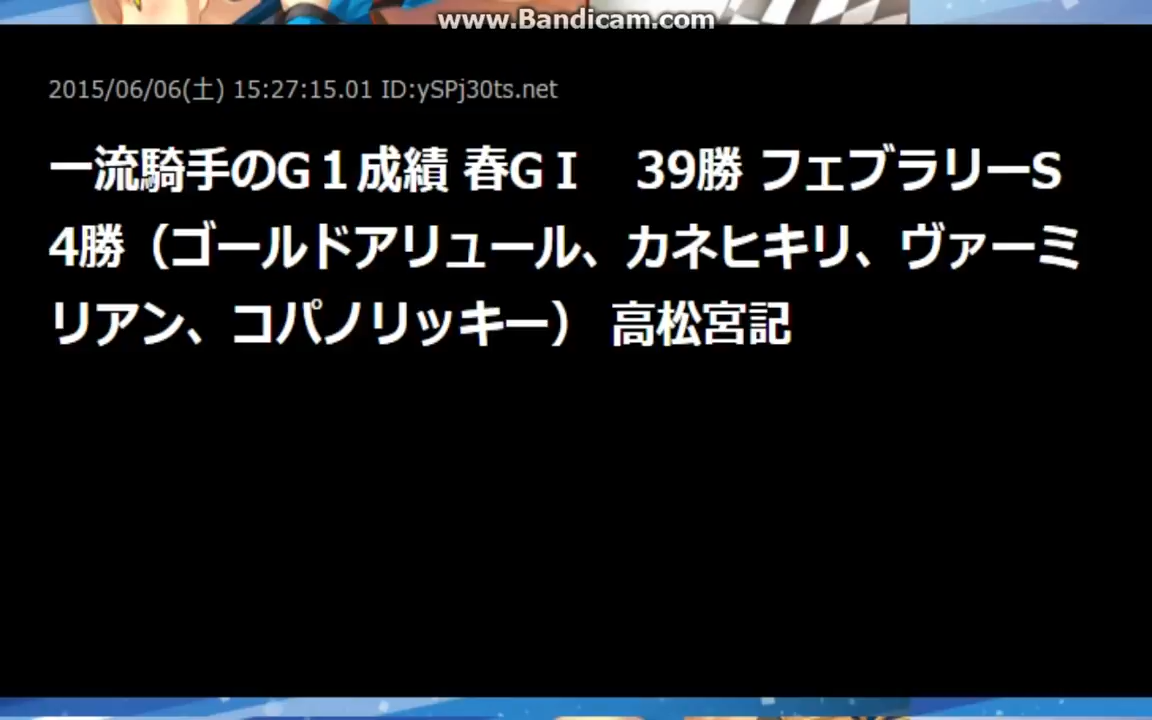 www.Bandicam.com
2015/06/06(土) 15:27:15.01 ID:ySPj30ts.net
一流騎手のG１成績 春GⅠ　39勝 フェブラリーS
4勝（ゴールドアリュール、カネヒキリ、ヴァーミ
リアン、コパノリッキー） 高松宮記